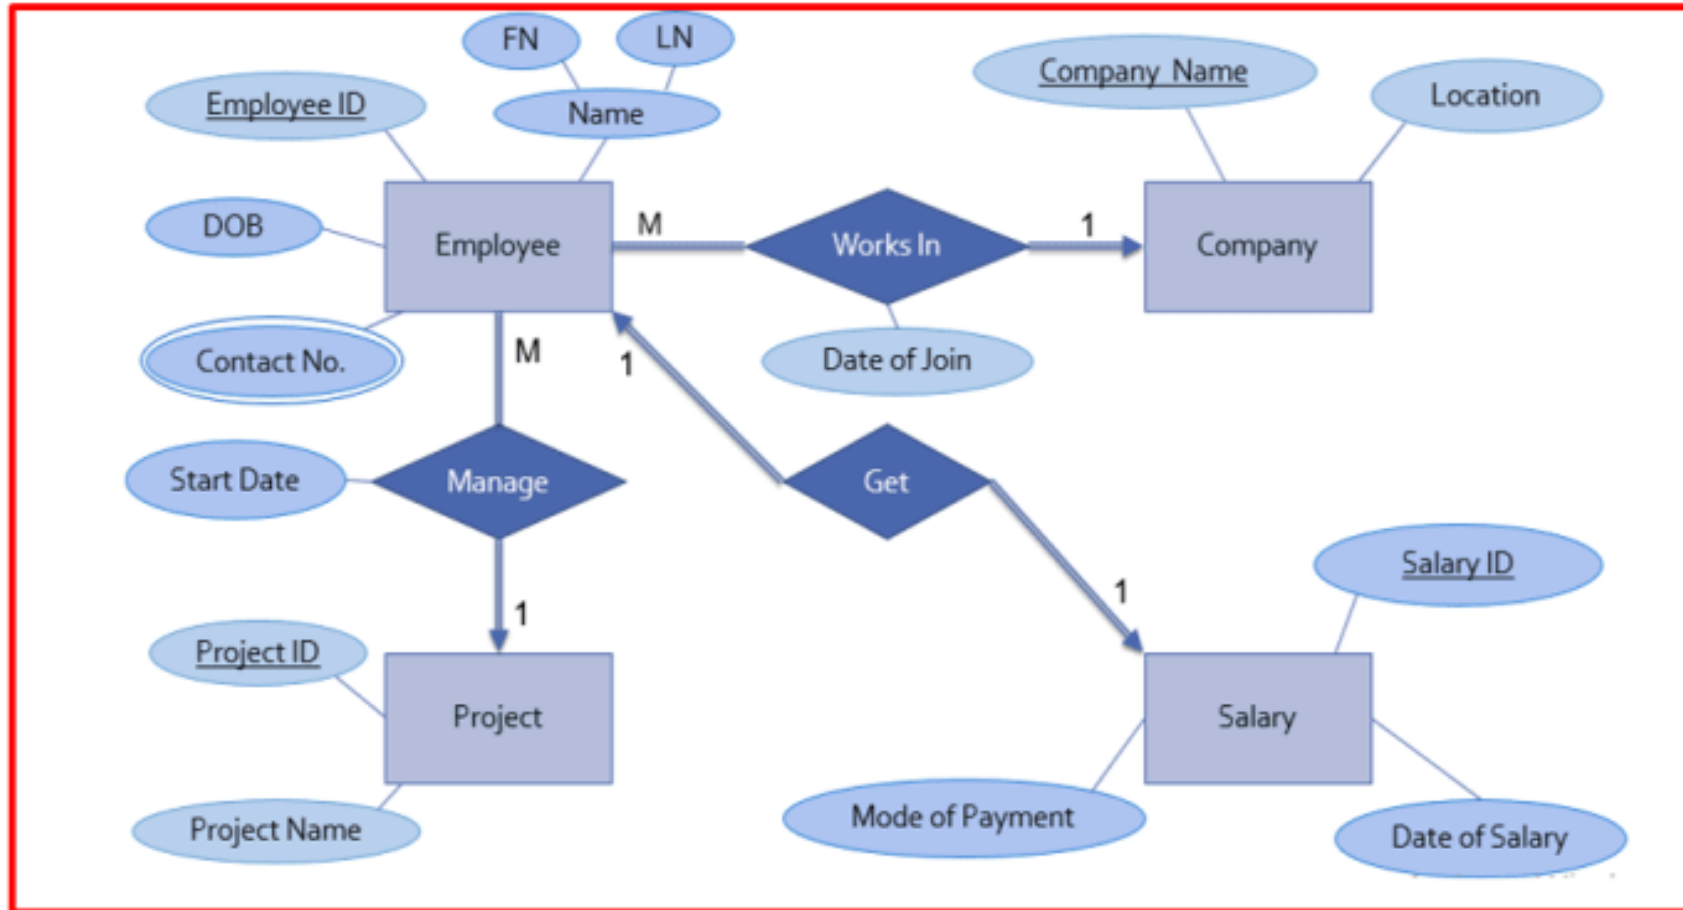 FN
LN
Company Name
Employee ID
Name
Location
DOB
Employee
M
Works In
1
Company
Contact No.
M
1
Date of Join
Start Date
Manage
Get
Salary ID
1
1
Project ID
Project
Salary
Mode of Payment
Project Name
Date of Salary